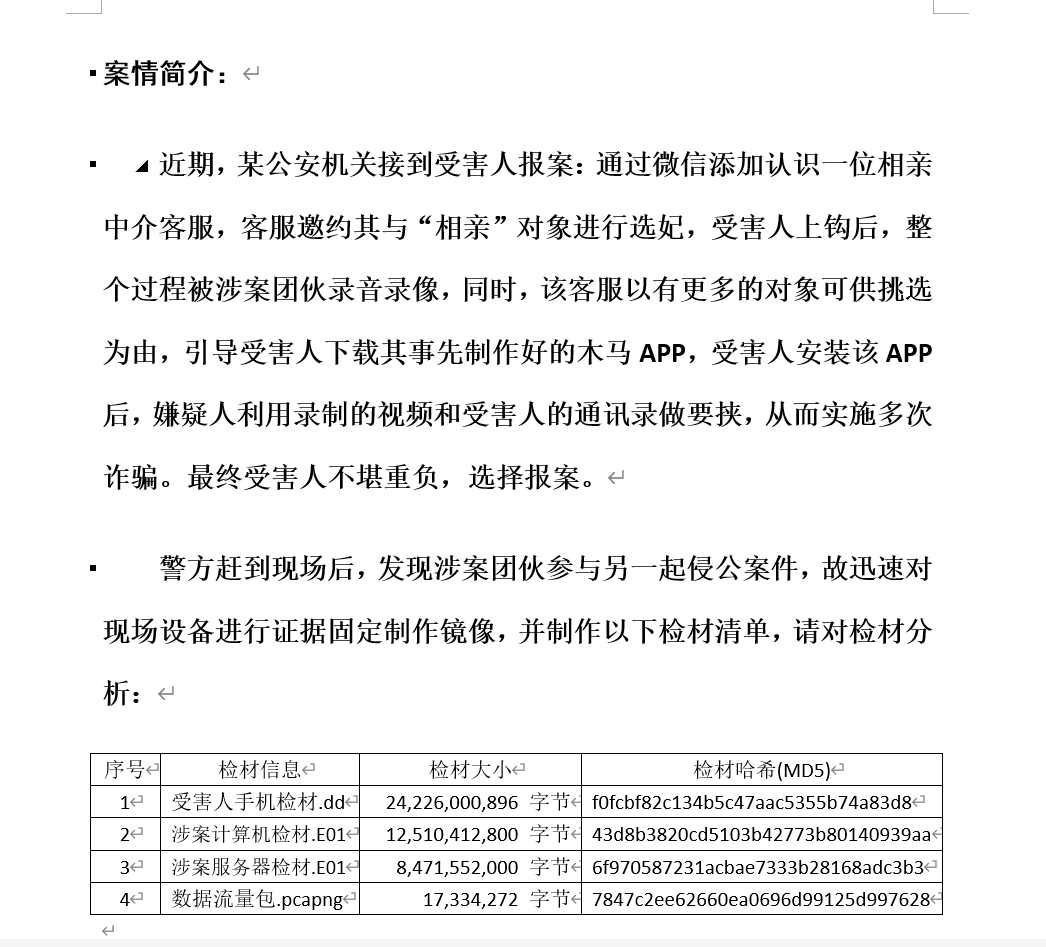 案情简介：
近期，某公安机关接到受害人报案：通过微信添加认识一位相亲
中介客服，客服邀约其与“相亲”对象进行选妃，受害人上钩后，整
个过程被涉案团伙录音录像，同时，该客服以有更多的对象可供挑选
为由，引导受害人下载其事先制作好的木马 APP，受害人安装该 APP
后，嫌疑人利用录制的视频和受害人的通讯录做要挟，从而实施多次
诈骗。最终受害人不堪重负，选择报案。
警方赶到现场后，发现涉案团伙参与另一起侵公案件，故迅速对
现场设备进行证据固定制作镜像，并制作以下检材清单，请对检材分
析：
序号 检材信息 检材大小 检材哈希(MD5)
1 受害人手机检材.dd 24,226,000,896 字节 f0fcbf82c134b5c47aac5355b74a83d8
2 涉案计算机检材.E01 12,510,412,800 字节 43d8b3820cd5103b42773b80140939aa
3 涉案服务器检材.E01 8,471,552,000 字节 6f970587231acbae7333b28168adc3b3
4 数据流量包.pcapng 17,334,272 字节 7847c2ee62660ea0696d99125d997628